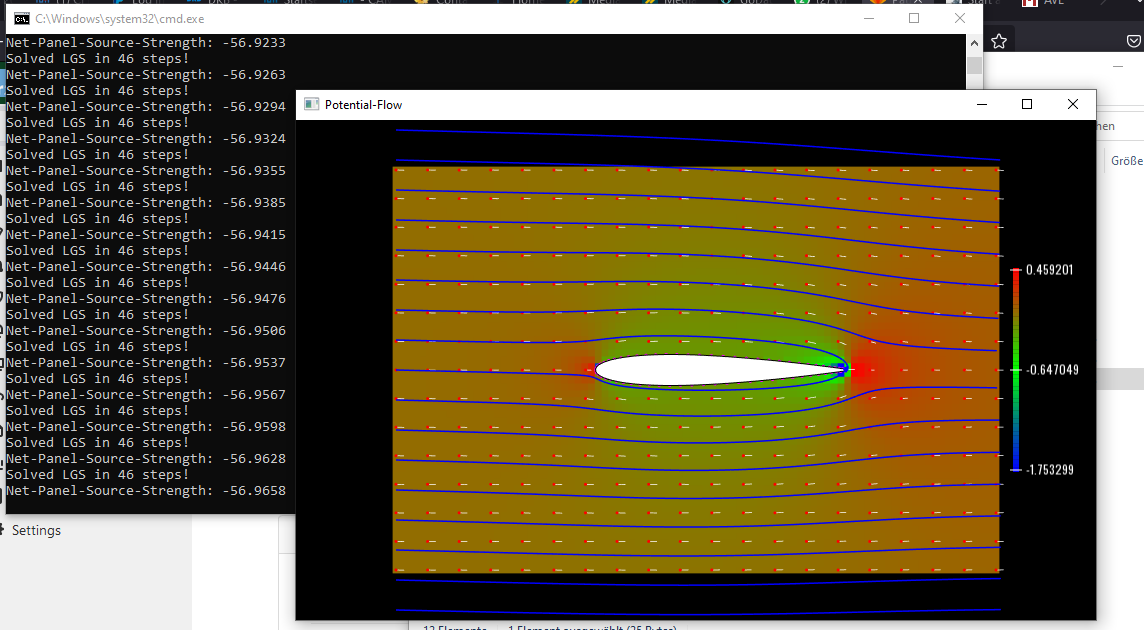 C:\Windows\system32\cmd.exe
Net-Panel-Source-Strength: -56.9233
Solved LGS in 46 steps!
Net-Panel-Source-Strength: -56.9263
Solved LGS in 46 steps!
Net-Panel-Source-Strength: -56.9294
Solved LGS in 46 steps!
Net-Panel-Source-Strength: -56.9324
Solved LGS in 46 steps!
Net-Panel-Source-Strength: -56.9355
Solved LGS in 46 steps!
Net-Panel-Source-Strength: -56.9385
Solved LGS in 46 steps!
Net-Panel-Source-Strength: -56.9415
Solved LGS in 46 steps!
Net-Panel-Source-Strength: -56.9446
Solved LGS in 46 steps!
Net-Panel-Source-Strength: -56.9476
Solved LGS in 46 steps!
Net-Panel-Source-Strength: -56.9506
Solved LGS in 46 steps!
Net-Panel-Source-Strength: -56.9537
Solved LGS in 46 steps!
Net-Panel-Source-Strength: -56.9567
Solved LGS in 46 steps!
Net-Panel-Source-Strength: -56.9598
Solved LGS in 46 steps!
Net-Panel-Source-Strength: -56.9628
Solved LGS in 46 steps!
Net-Panel-Source-Strength: -56.9658
Potential-Flow
0.459201
-0.647049
-1.753299
Größe
Settings